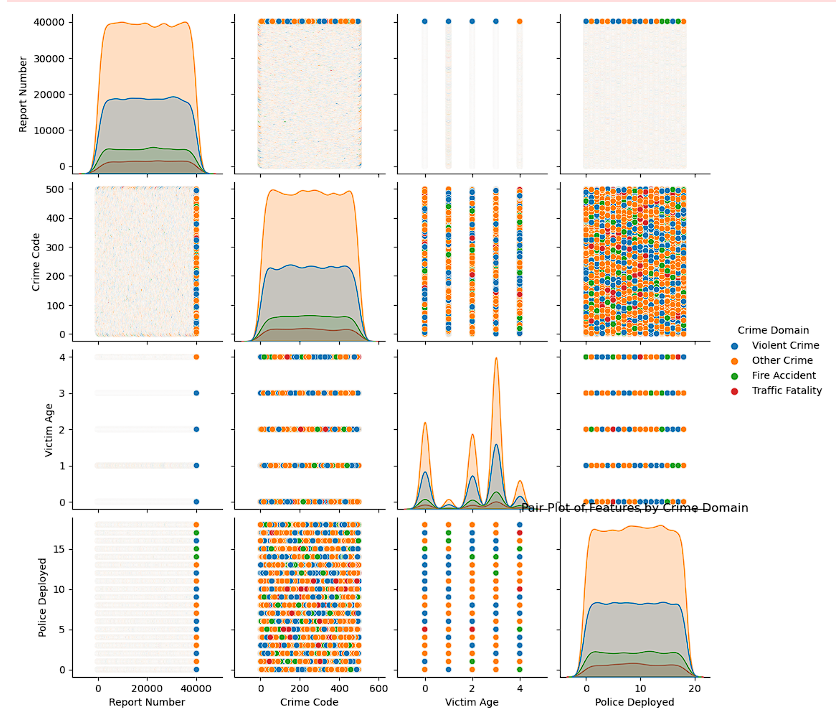 40000
30000
20000
10000
0
Report Number
500
400
300
200
100
0
Crime Code
Crime Domain
Violent Crime
Other Crime
Fire Accident
Traffic Fatality
4
3
2
1
0
Victim Age
Pair Plot of Features by Crime Domain
15
10
5
0
Police Deployed
0 20000 40000
0 200 400 600
0 2 4
0 10 20
Report Number
Crime Code
Victim Age
Police Deployed